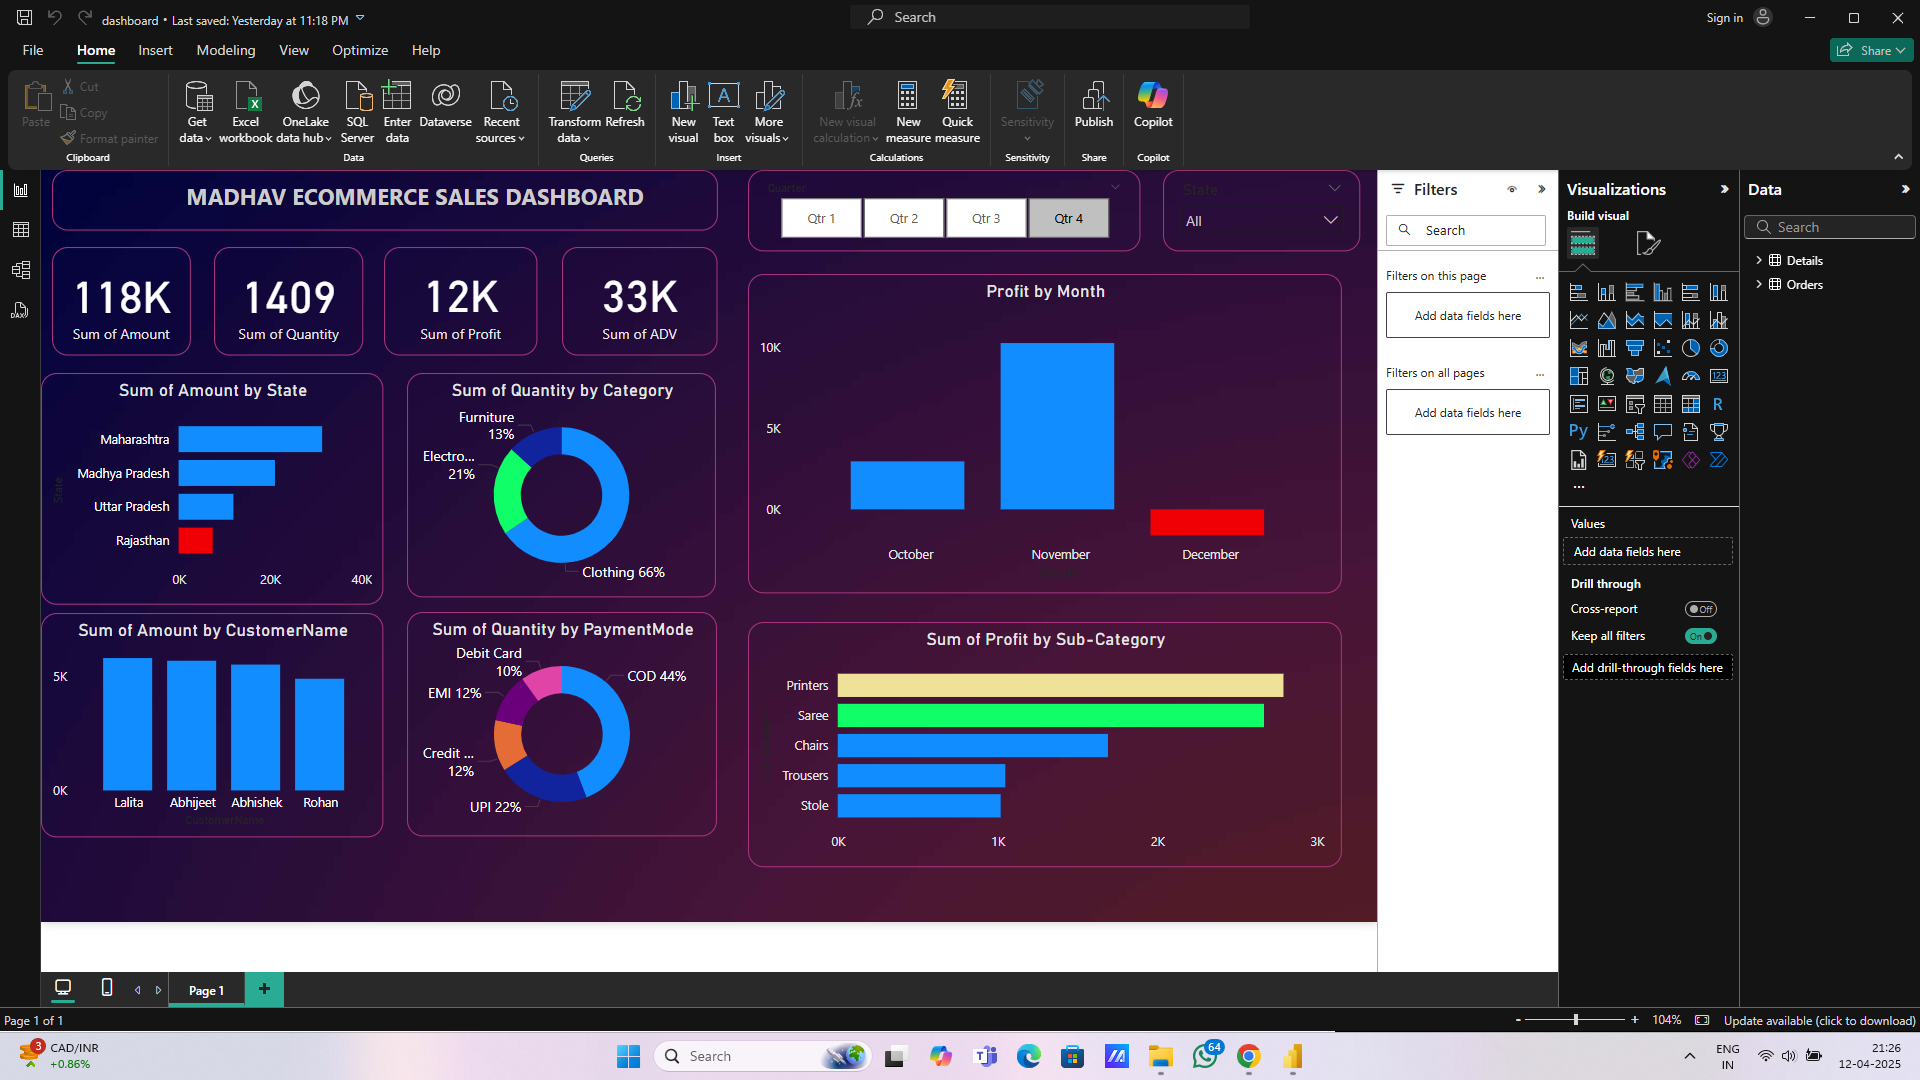 dashboard • Last saved: Yesterday at 11:18 PM
Search
Sign in
File
Home
Insert
Modeling
View
Optimize
Help
Share
Paste
Cut
Copy
Format painter
Clipboard
Get data
Excel workbook
OneLake data hub
SQL Server
Enter data
Dataverse
Recent sources
Data
Transform data
Refresh
Queries
New visual
Text box
More visuals
Insert
New visual calculation
New measure
Quick measure
Calculations
Sensitivity
Sensitivity
Publish
Share
Copilot
Copilot
MADHAV ECOMMERCE SALES DASHBOARD
Quarter
Qtr 1
Qtr 2
Qtr 3
Qtr 4
State
All
118K
Sum of Amount
1409
Sum of Quantity
12K
Sum of Profit
33K
Sum of ADV
Sum of Amount by State
Maharashtra
Madhya Pradesh
Uttar Pradesh
Rajasthan
State
0K
20K
40K
Sum of Quantity by Category
Furniture
13%
Electro...
21%
Clothing 66%
Profit by Month
10K
5K
0K
October
November
December
Sum of Amount by CustomerName
5K
0K
Lalita
Abhijeet
Abhishek
Rohan
CustomerName
Sum of Quantity by PaymentMode
Debit Card
10%
COD 44%
EMI 12%
Credit ...
12%
UPI 22%
Sum of Profit by Sub-Category
Printers
Saree
Chairs
Trousers
Stole
0K
1K
2K
3K
Filters
Search
Filters on this page
...
Add data fields here
Filters on all pages
...
Add data fields here
Visualizations
Build visual
123
R
Py
123
...
Values
Add data fields here
Drill through
Cross-report
Off
Keep all filters
On
Add drill-through fields here
Data
Search
Details
Orders
Page 1
+
Page 1 of 1
- + 104%
Update available (click to download)
3
CAD/INR
+0.86%
Search
64
ENG
IN
21:26
12-04-2025